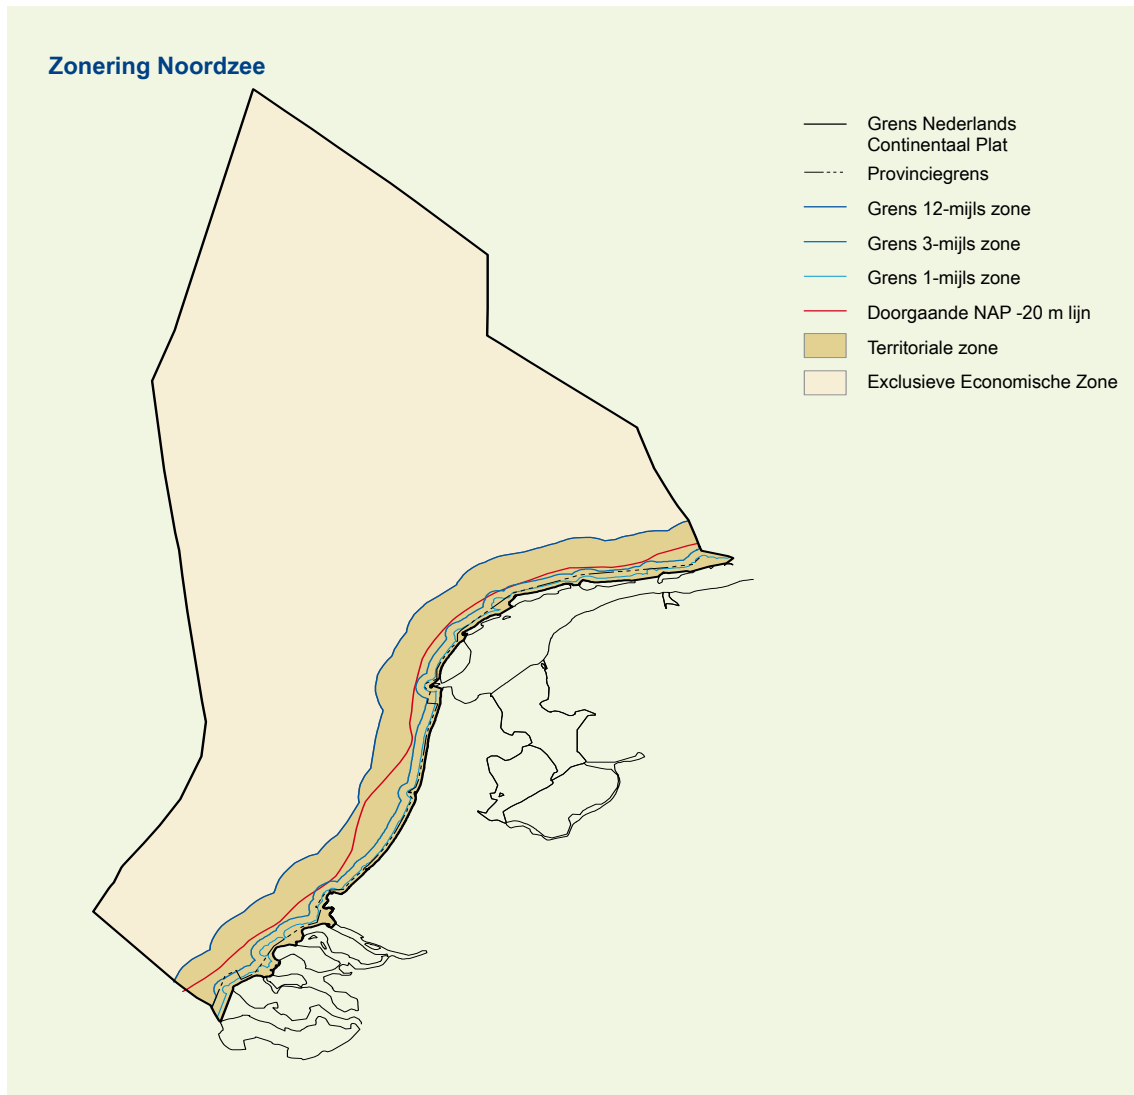 Zonering Noordzee
Grens Nederlands
Continentaal Plat
Provinciegrens
Grens 12-mijls zone
Grens 3-mijls zone
Grens 1-mijls zone
Doorgaande NAP -20 m lijn
Territoriale zone
Exclusieve Economische Zone